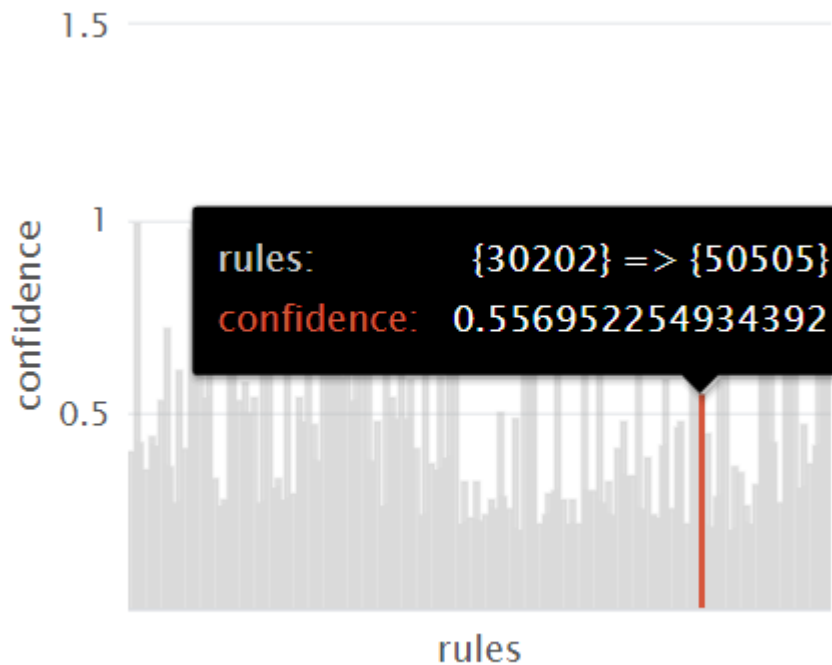 1.5
1
rules: {30202} => {50505}
confidence: 0.556952254934392
confidence
0.5
rules